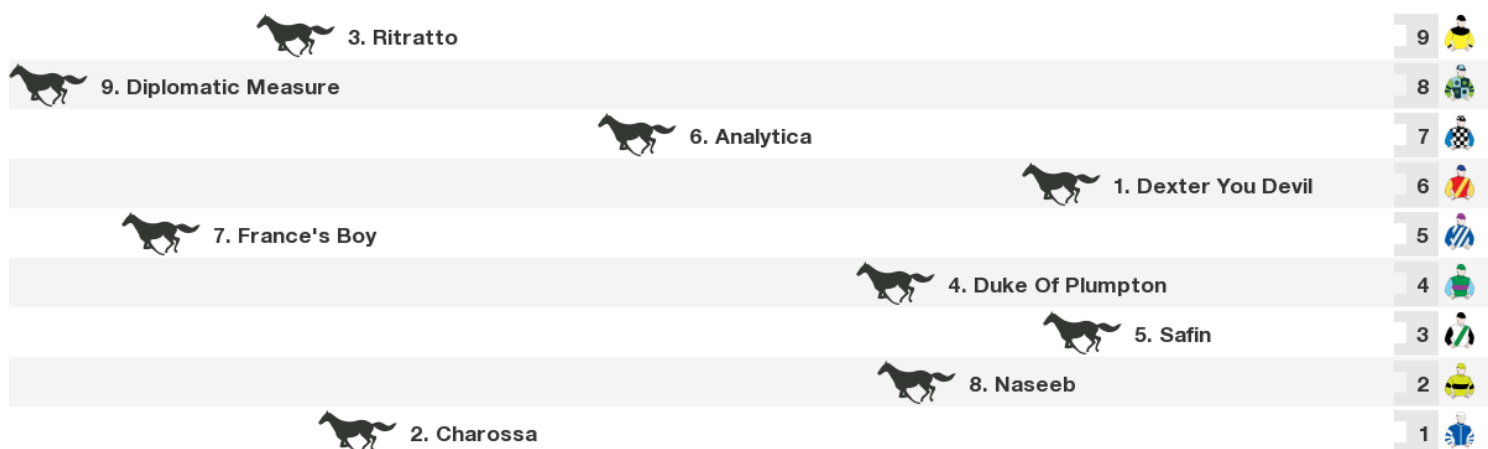 3. Ritratto 9
9. Diplomatic Measure 8
6. Analytica 7
1. Dexter You Devil 6
7. France's Boy 5
4. Duke Of Plumpton 4
5. Safin 3
8. Naseeb 2
2. Charossa 1